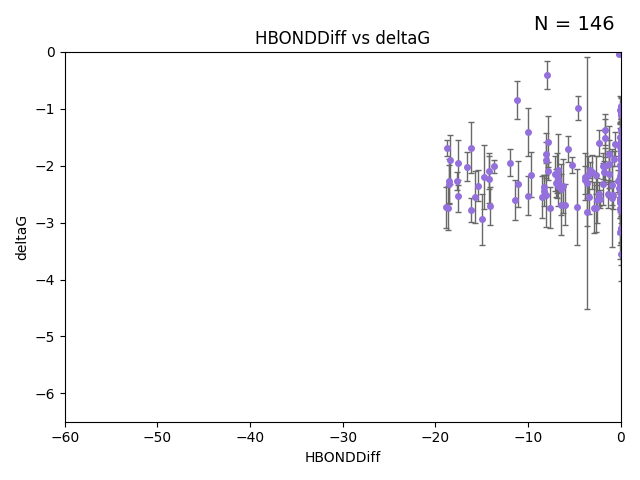 N = 146
HBONDDiff vs deltaG
deltaG
0
−1
−2
−3
−4
−5
−6
−60 −50 −40 −30 −20 −10 0
HBONDDiff